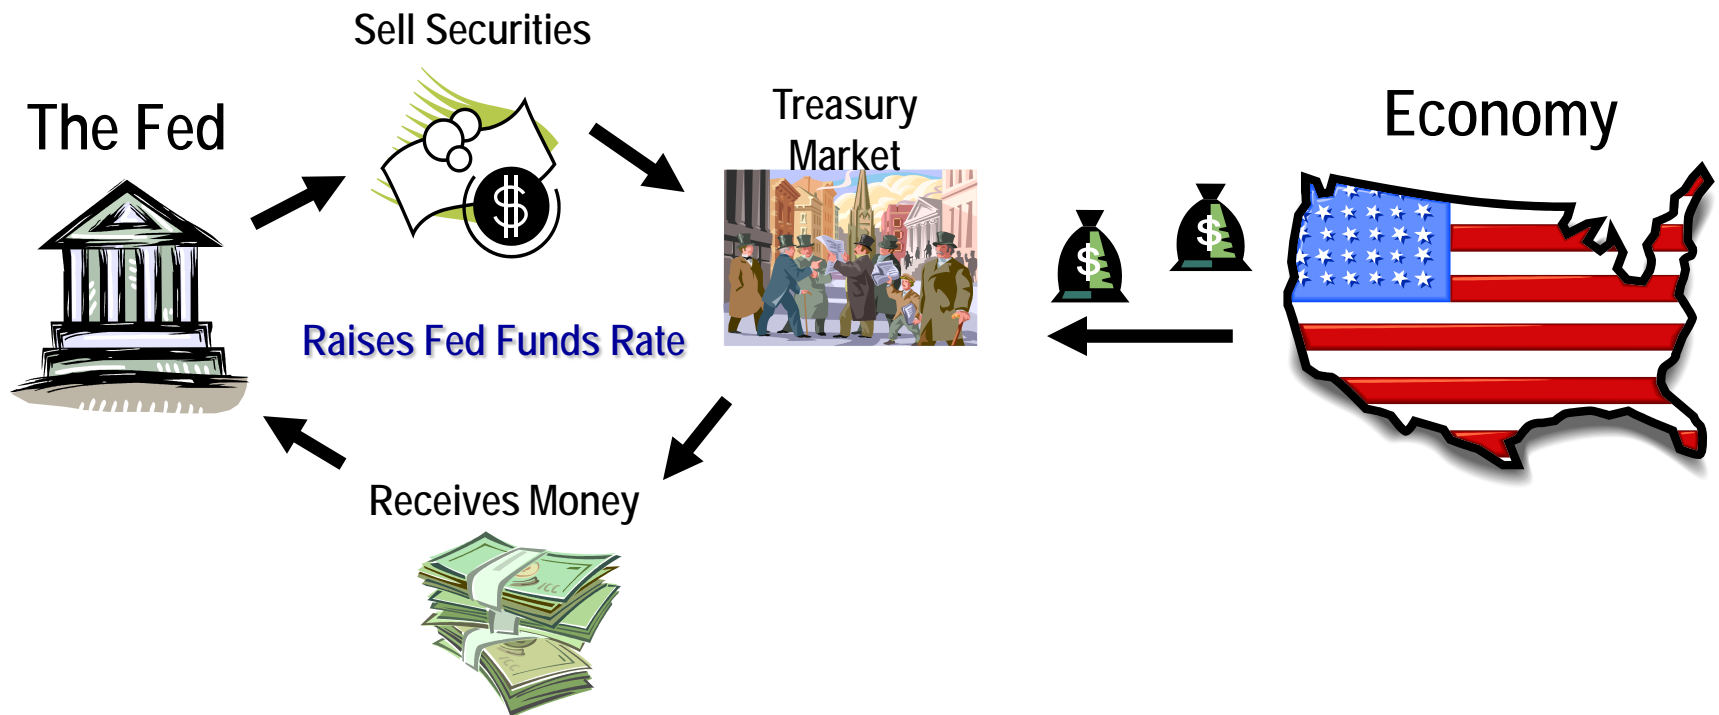 Sell Securities
The Fed
Treasury
Market
Economy
$
$
$
Raises Fed Funds Rate
Receives Money